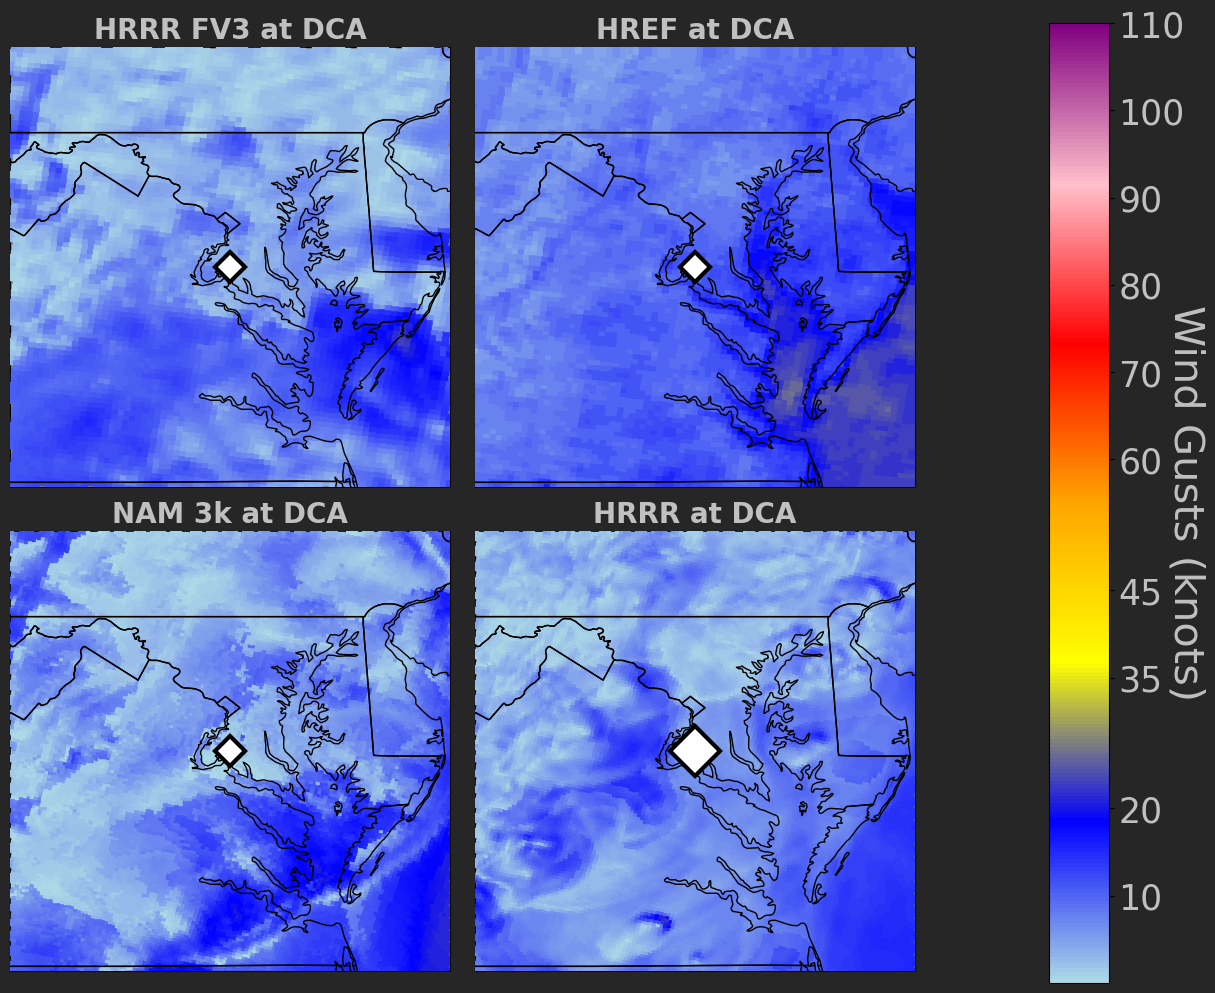 HRRR FV3 at DCA
HREF at DCA
NAM 3k at DCA
HRRR at DCA
110
100
90
80
70
60
45
35
20
10
Wind Gusts (knots)